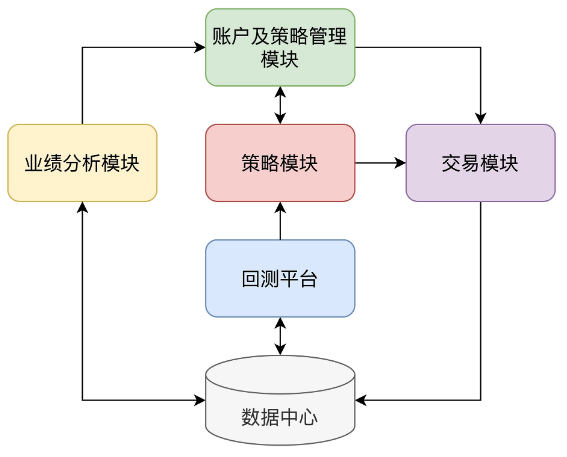 账户及策略管理
模块
业绩分析模块
策略模块
交易模块
回测平台
数据中心